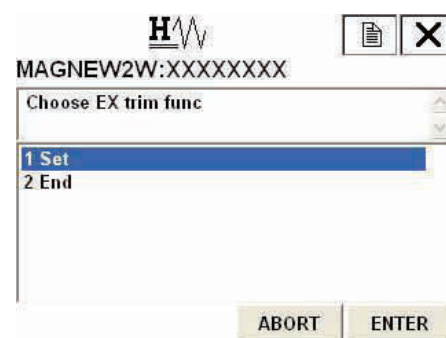 H
MAGNEW2W:XXXXXXXX
Choose EX trim func
1 Set
2 End
ABORT ENTER